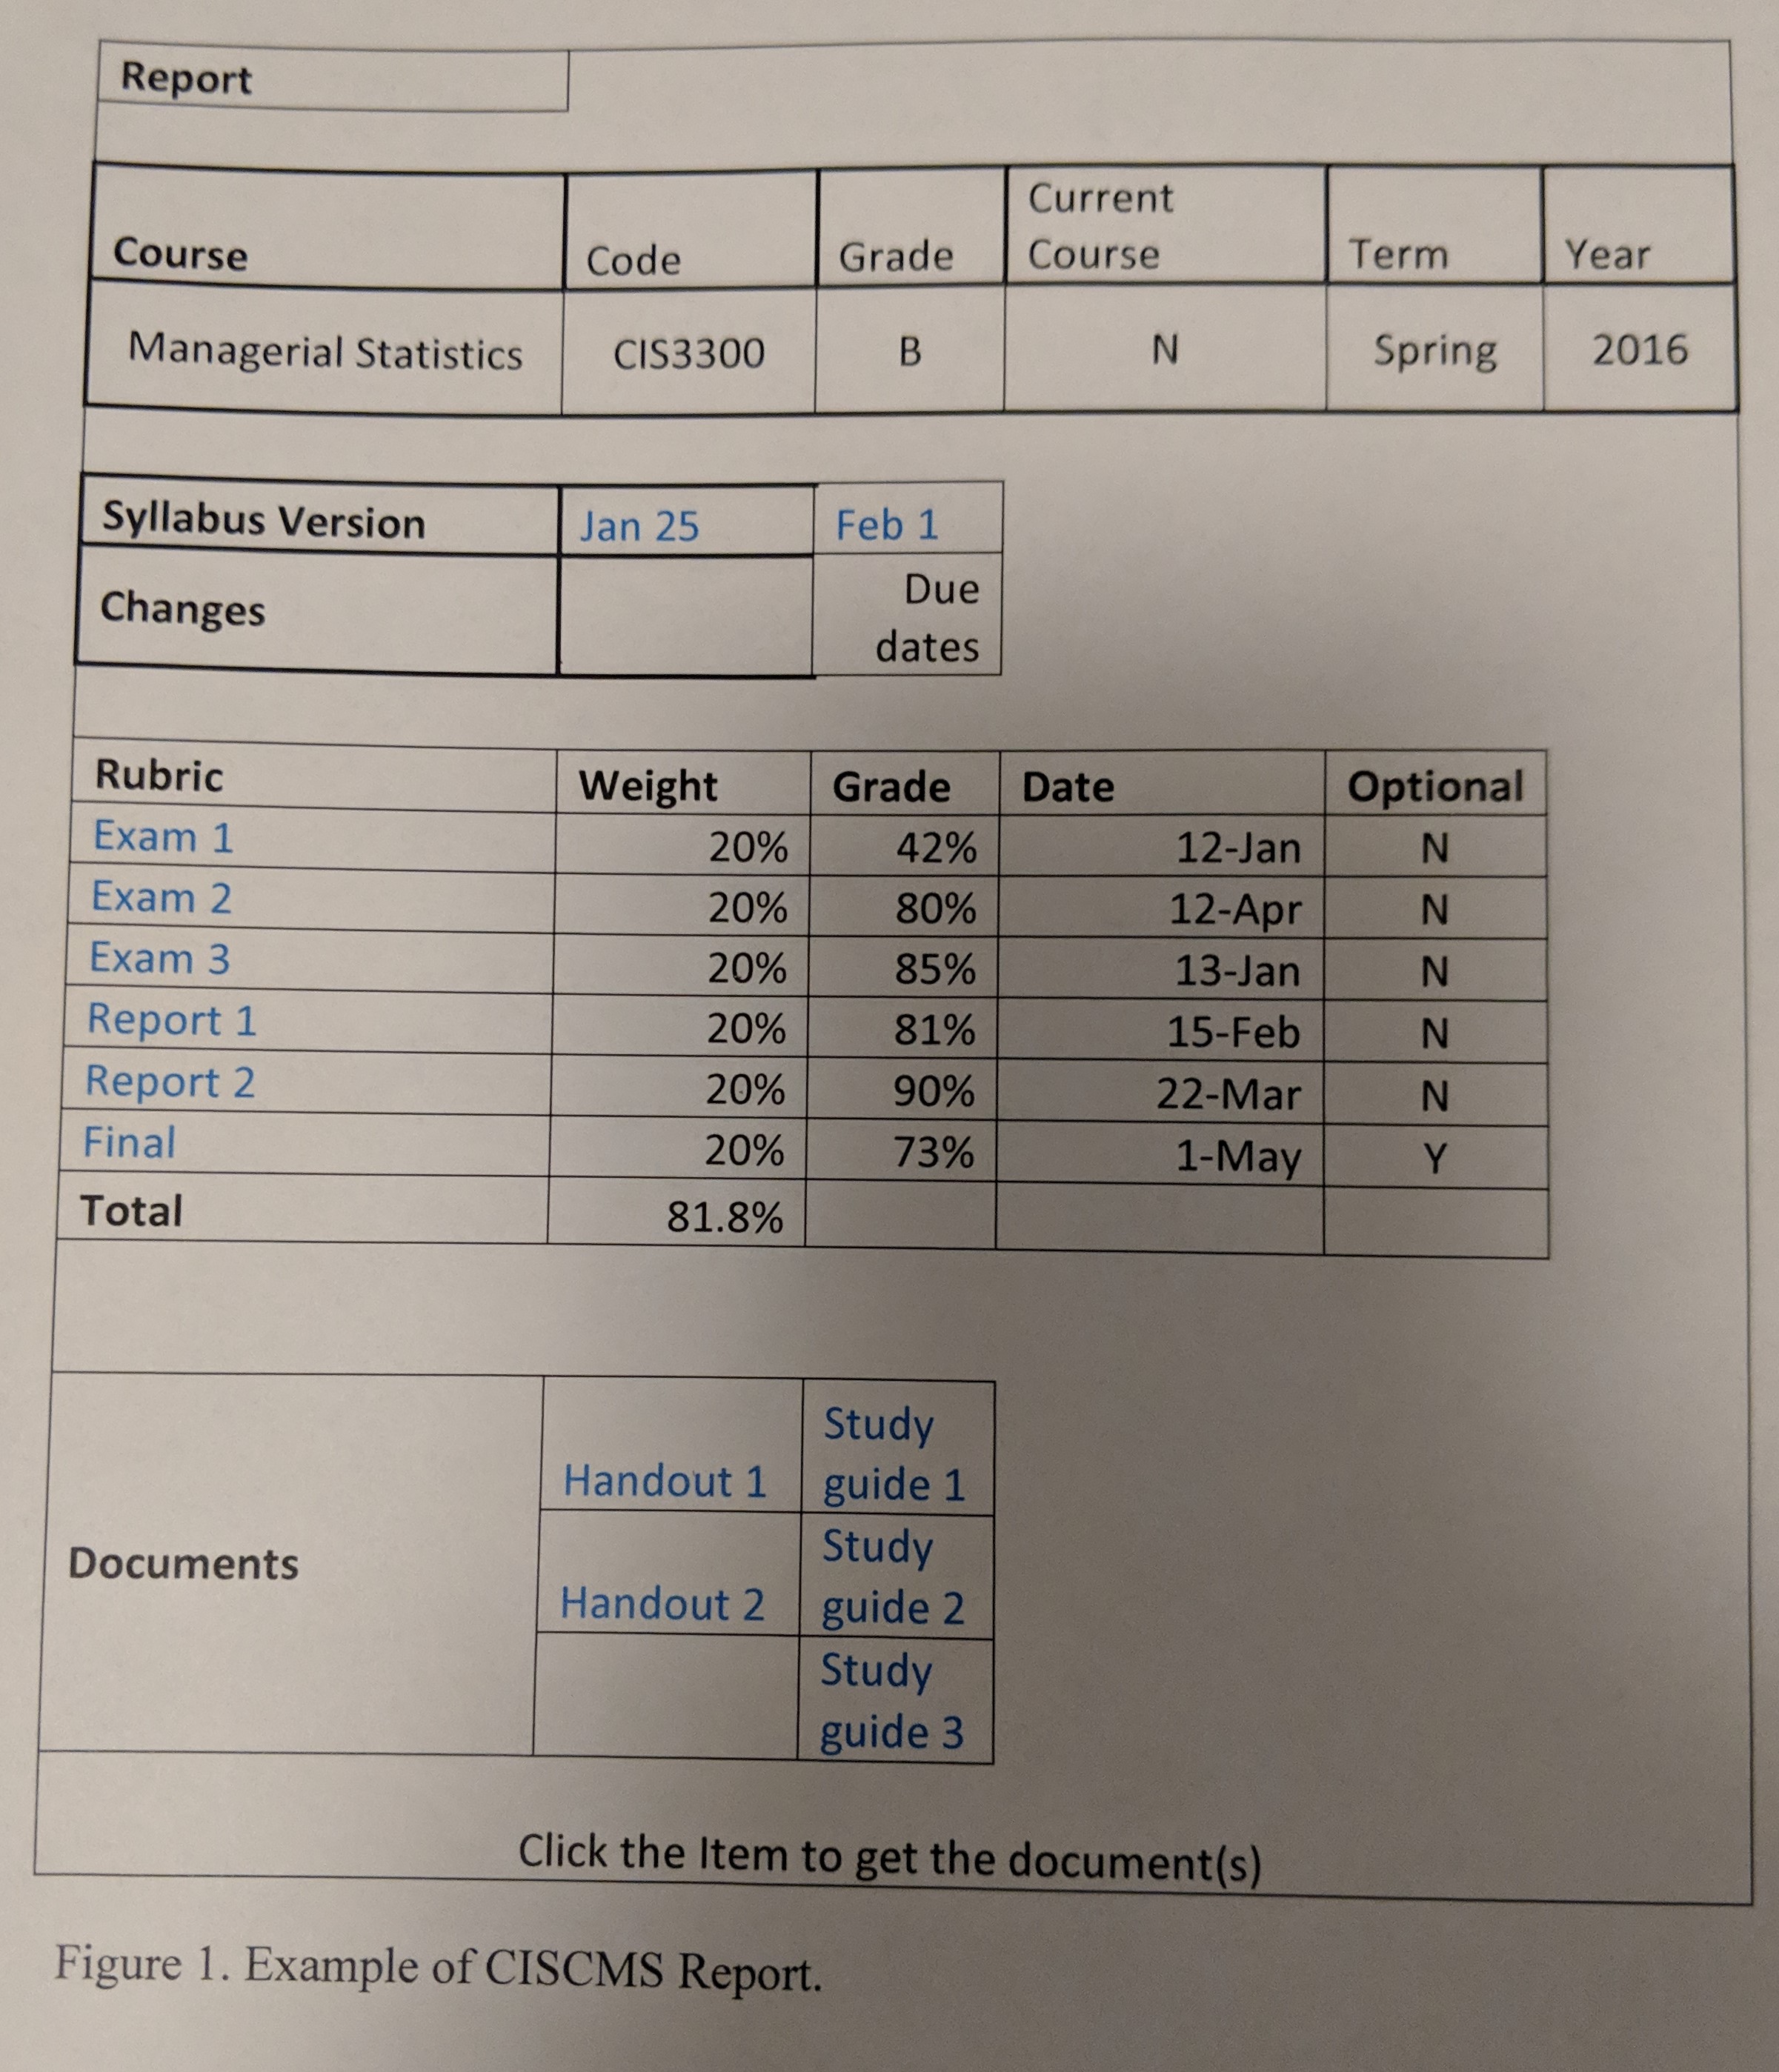 Report
Course Code Grade Current Course Term Year
Managerial Statistics CIS3300 B N Spring 2016
Syllabus Version Jan 25 Feb 1
Changes Due dates
Rubric Weight Grade Date Optional
Exam 1 20% 42% 12-Jan N
Exam 2 20% 80% 12-Apr N
Exam 3 20% 85% 13-Jan N
Report 1 20% 81% 15-Feb N
Report 2 20% 90% 22-Mar N
Final 20% 73% 1-May Y
Total 81.8%
Documents
Handout 1 Study guide 1
Handout 2 Study guide 2
Study guide 3
Click the Item to get the document(s)
Figure 1. Example of CISCMS Report.